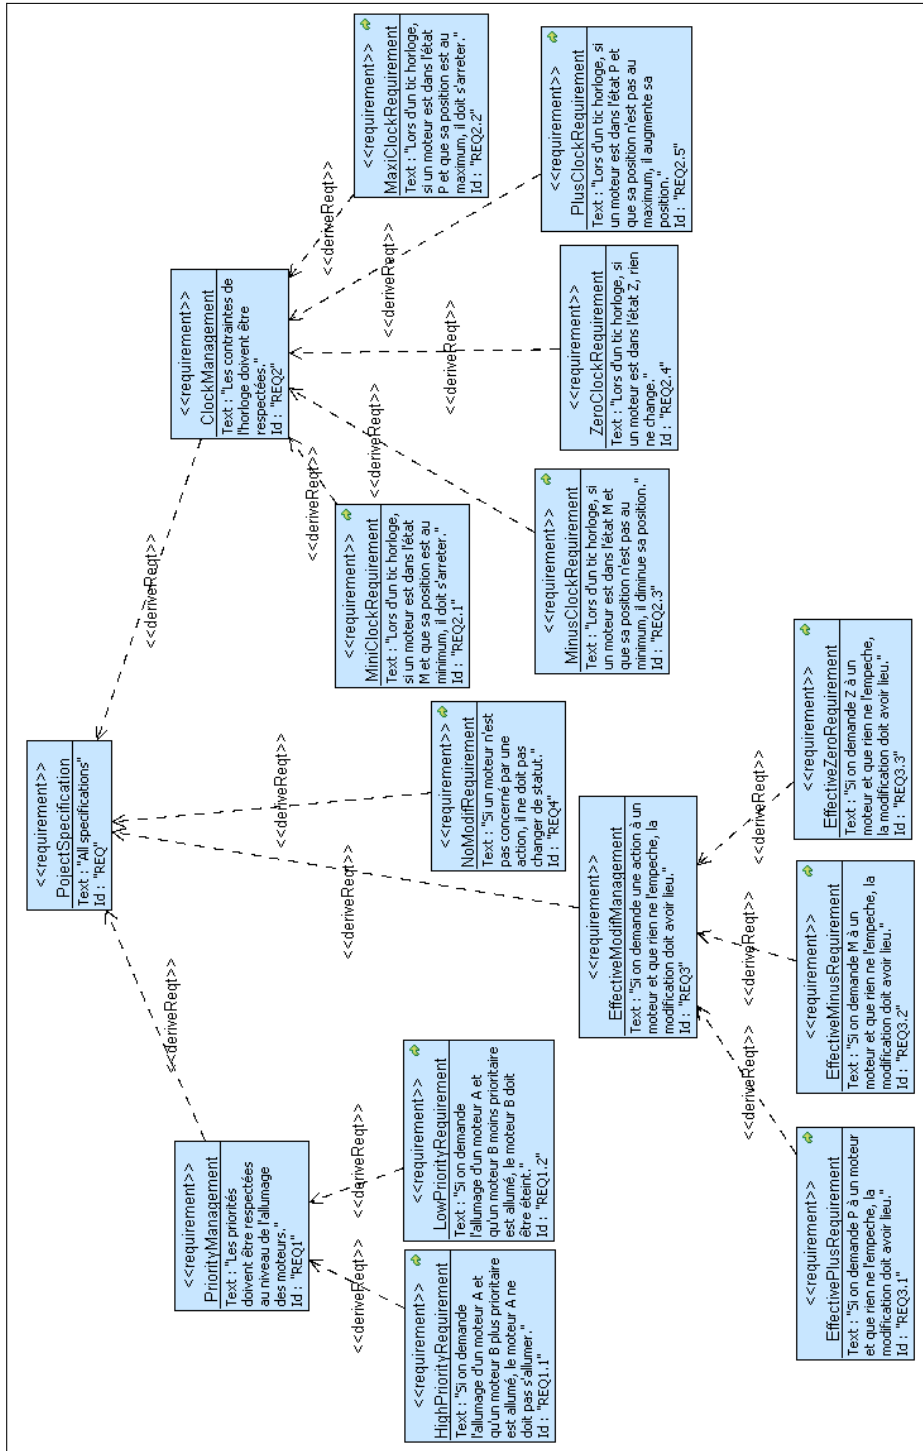 <<requirement>>
PojectSpecification
Text : "All specifications"
Id : "REQ"
<<deriveReqt>>
<<deriveReqt>>
<<deriveReqt>>
<<deriveReqt>>
<<requirement>>
PriorityManagement
Text : "Les priorités
doivent être respectées
au niveau de l'allumage
des moteurs."
Id : "REQ1"
<<requirement>>
ClockManagement
Text : "Les contraintes de
l'horloge doivent être
respectées."
Id : "REQ2"
<<deriveReqt>>
<<deriveReqt>>
<<requirement>>
HighPriorityRequirement
Text : "Si on demande
l'allumage d'un moteur A et
qu'un moteur B plus prioritaire
est allumé, le moteur A ne
doit pas s'allumer."
Id : "REQ1.1"
<<requirement>>
LowPriorityRequirement
Text : "Si on demande
l'allumage d'un moteur A et
qu'un moteur B moins prioritaire
est allumé, le moteur B doit
être éteint."
Id : "REQ1.2"
<<requirement>>
NoModifRequirement
Text : "Si un moteur n'est
pas concerné par une
action, il ne doit pas
changer de statut."
Id : "REQ4"
<<deriveReqt>>
<<deriveReqt>>
<<deriveReqt>>
<<deriveReqt>>
<<deriveReqt>>
<<requirement>>
MiniClockRequirement
Text : "Lors d'un tic horloge,
si un moteur est dans l'état
M et que sa position est au
minimum, il doit s'arreter."
Id : "REQ2.1"
<<requirement>>
MaxiClockRequirement
Text : "Lors d'un tic horloge,
si un moteur est dans l'état
P et que sa position est au
maximum, il doit s'arreter."
Id : "REQ2.2"
<<requirement>>
MinusClockRequirement
Text : "Lors d'un tic horloge, si
un moteur est dans l'état M et
que sa position n'est pas au
minimum, il diminue sa position."
Id : "REQ2.3"
<<requirement>>
ZeroClockRequirement
Text : "Lors d'un tic horloge, si
un moteur est dans l'état Z, rien
ne change."
Id : "REQ2.4"
<<requirement>>
PlusClockRequirement
Text : "Lors d'un tic horloge, si
un moteur est dans l'état P et
que sa position n'est pas au
maximum, il augmente sa
position."
Id : "REQ2.5"
<<requirement>>
EffectiveModifManagement
Text : "Si on demande une action à un
moteur et que rien ne l'empeche, la
modification doit avoir lieu."
Id : "REQ3"
<<deriveReqt>>
<<deriveReqt>>
<<deriveReqt>>
<<requirement>>
EffectivePlusRequirement
Text : "Si on demande P à un moteur
et que rien ne l'empeche, la
modification doit avoir lieu."
Id : "REQ3.1"
<<requirement>>
EffectiveMinusRequirement
Text : "Si on demande M à un
moteur et que rien ne l'empeche, la
modification doit avoir lieu."
Id : "REQ3.2"
<<requirement>>
EffectiveZeroRequirement
Text : "Si on demande Z à un
moteur et que rien ne l'empeche,
la modification doit avoir lieu."
Id : "REQ3.3"